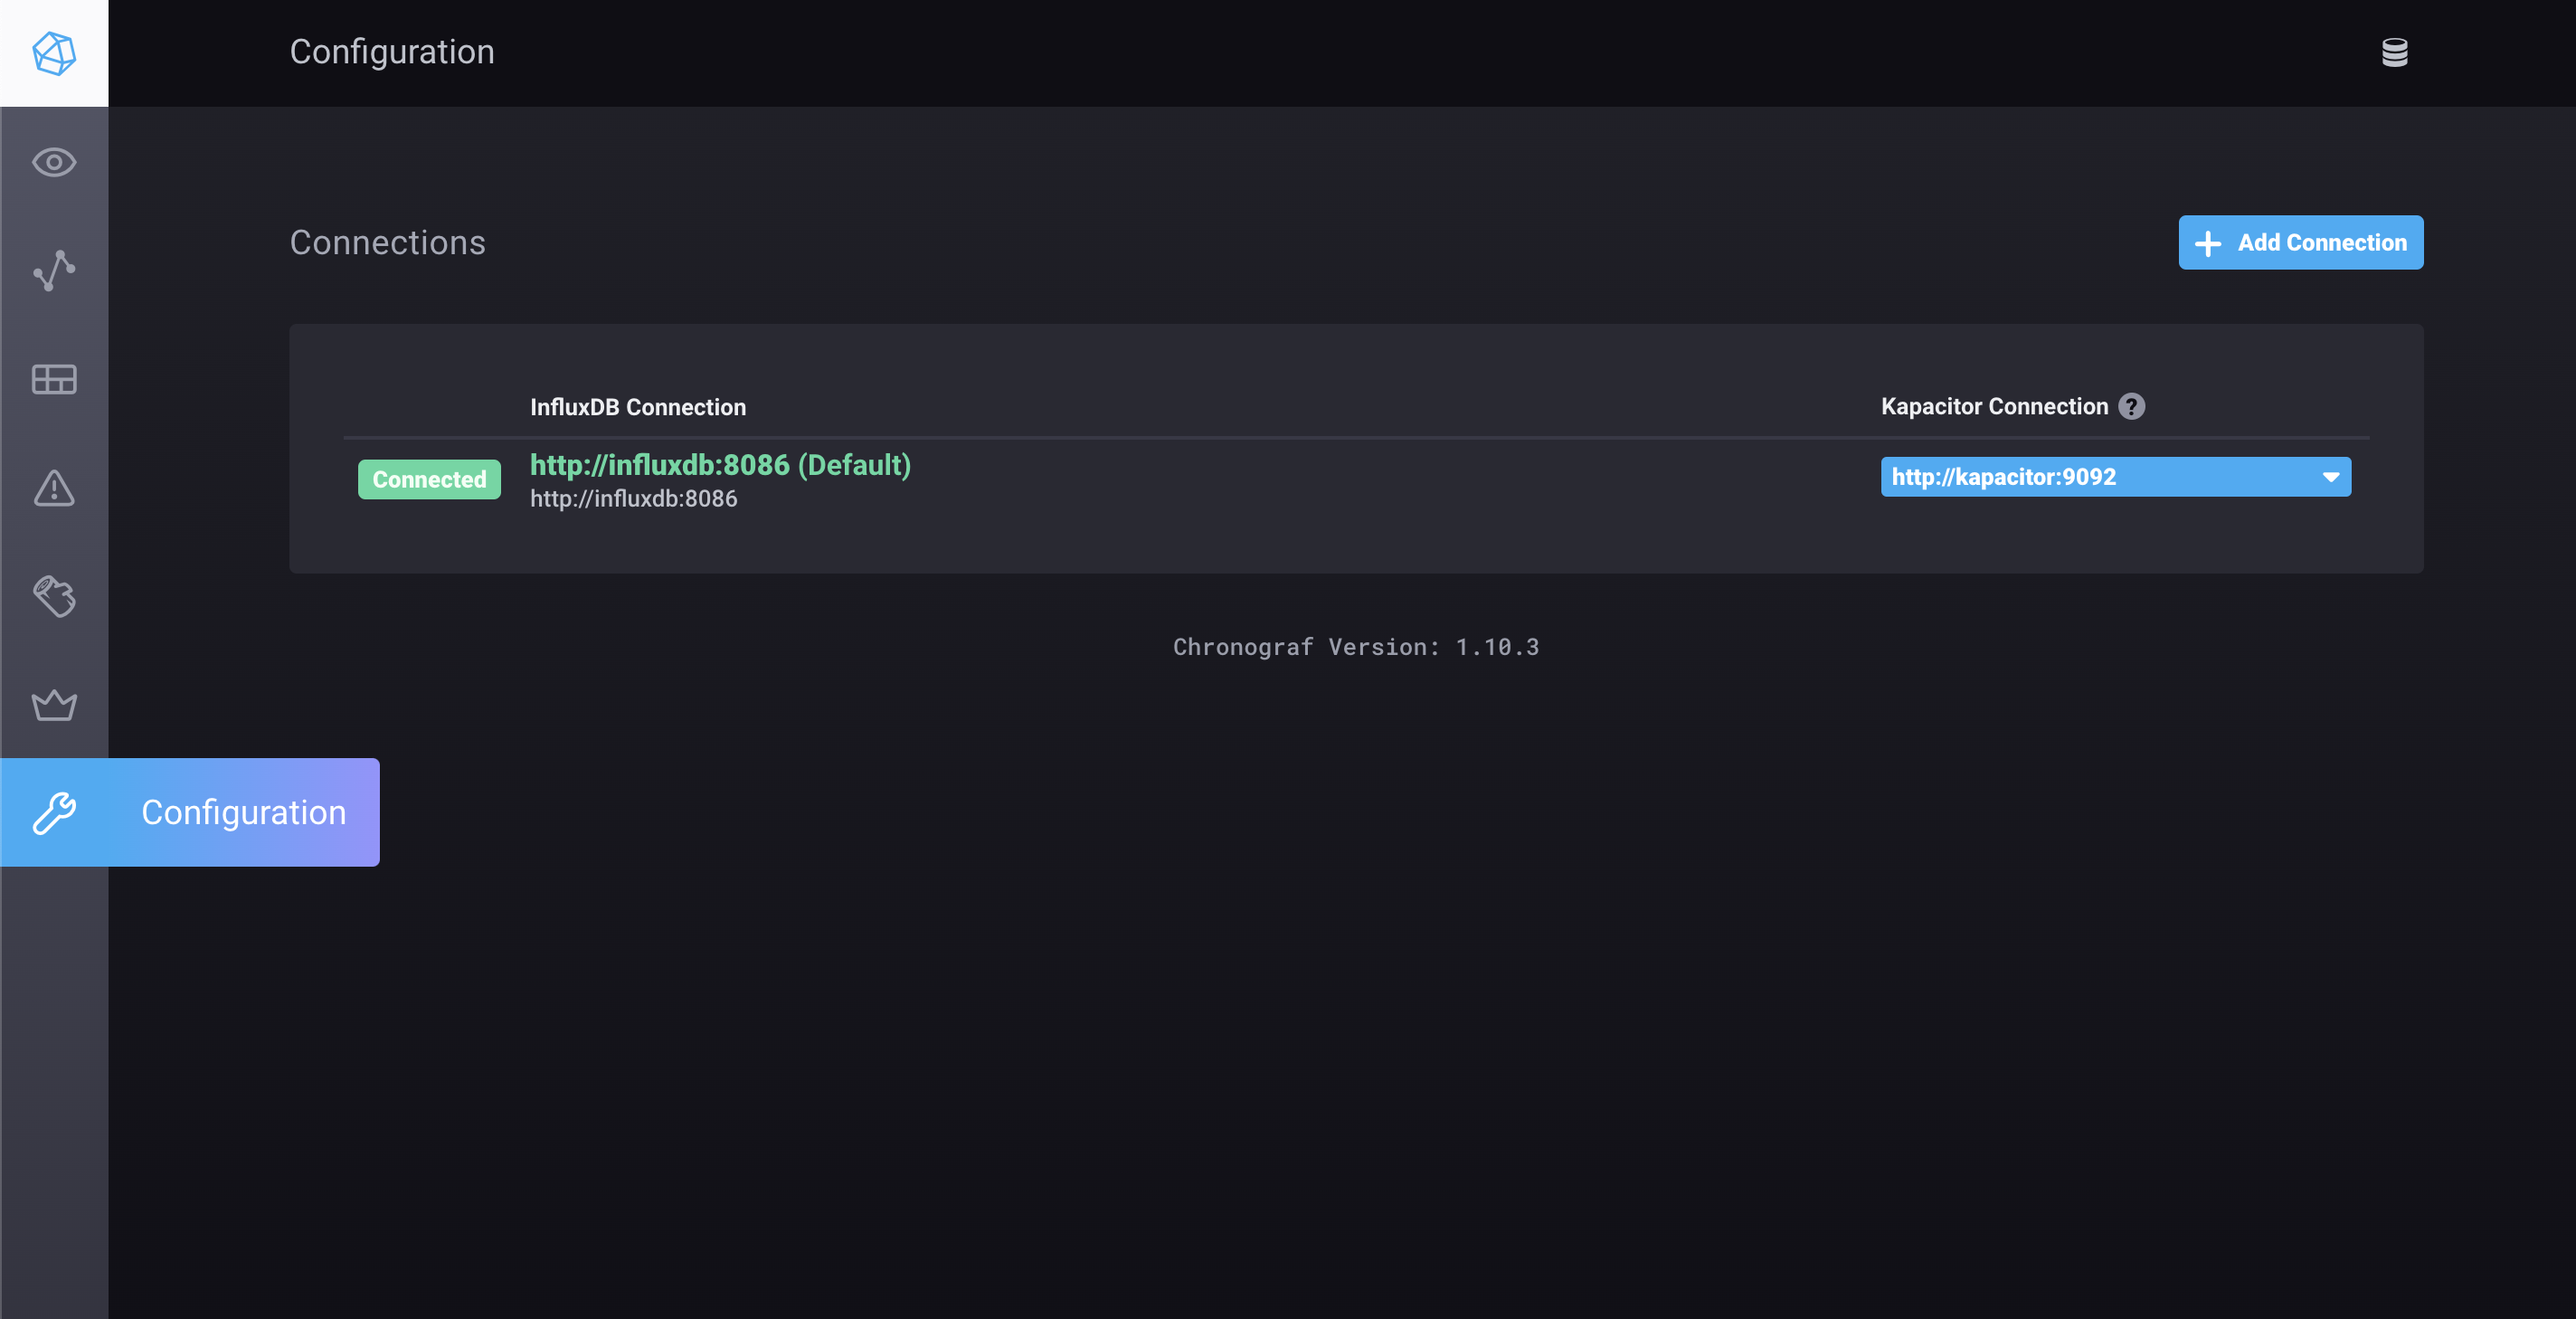 Configuration
Connections
Add Connection
InfluxDB Connection
Kapacitor Connection ?
Connected
http://influxdb:8086 (Default)
http://influxdb:8086
http://kapacitor:9092
Chronograf Version: 1.10.3
Configuration